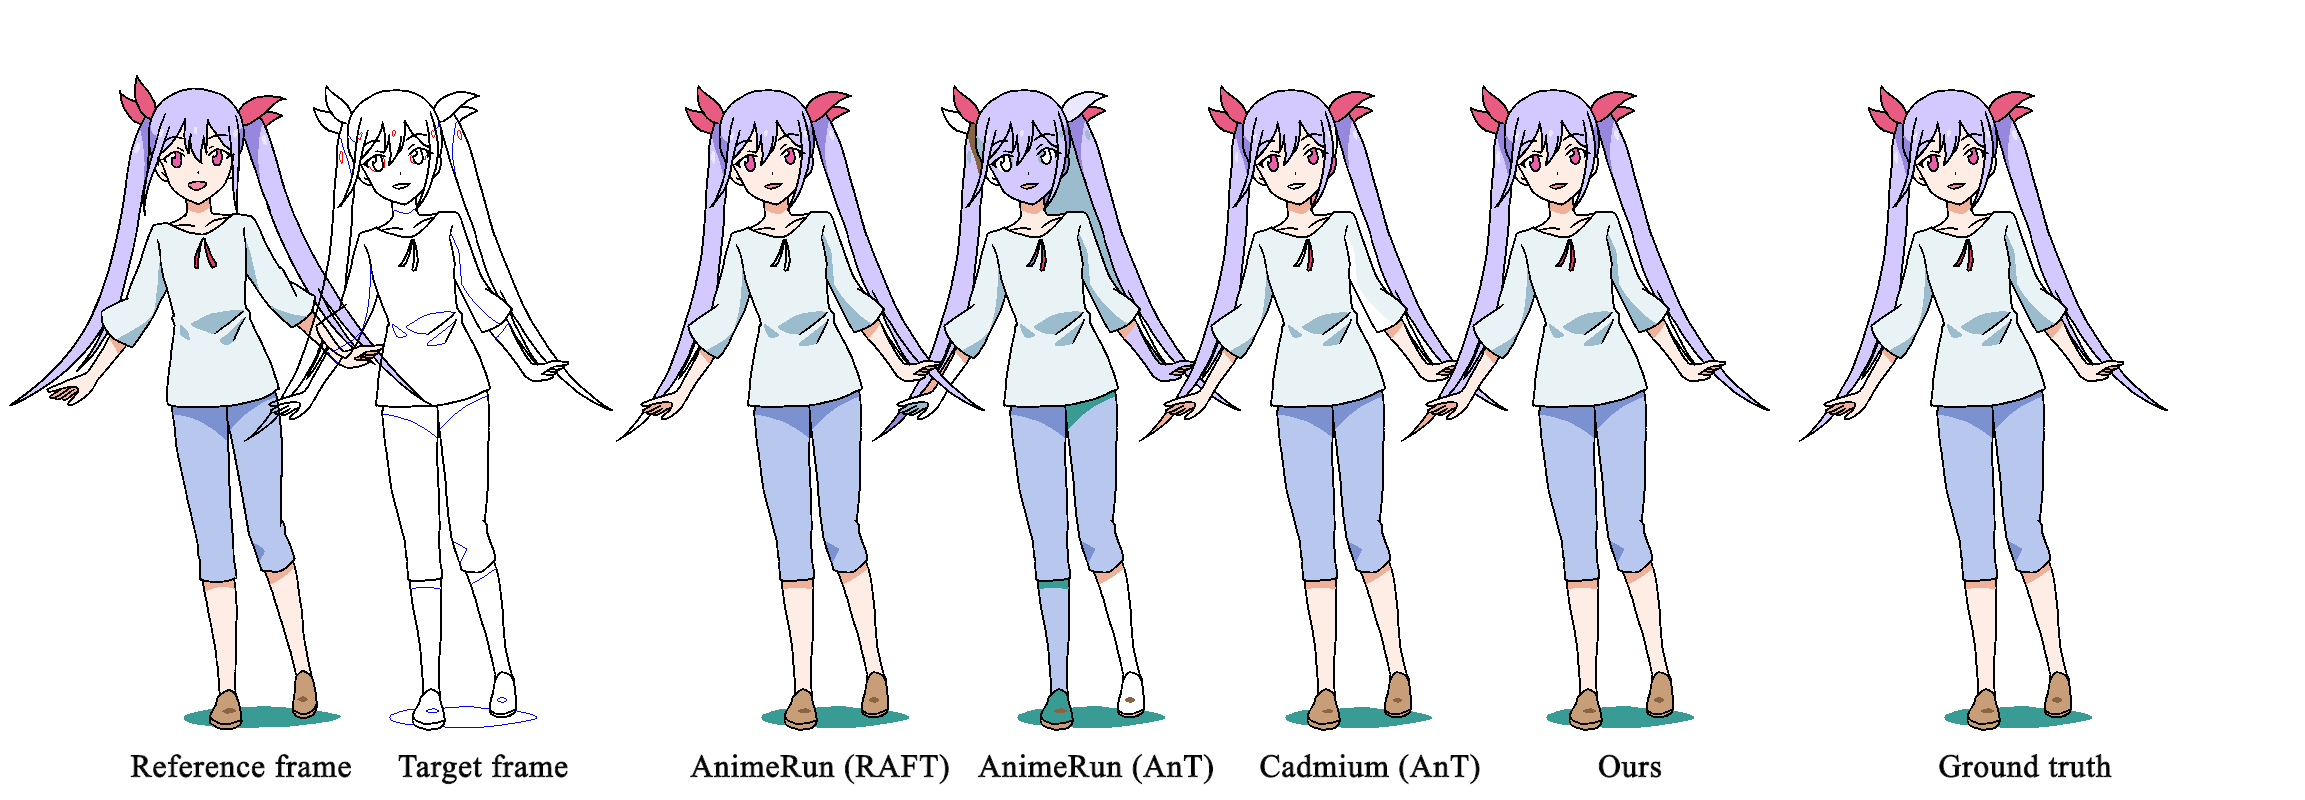 Reference frame
Target frame
AnimeRun (RAFT)
AnimeRun (AnT)
Cadmium (AnT)
Ours
Ground truth